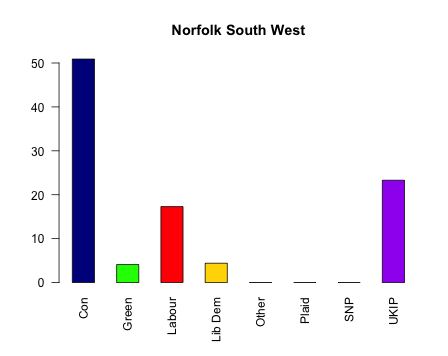 Norfolk South West
50
40
30
20
10
0
Con
Green
Labour
Lib Dem
Other
Plaid
SNP
UKIP